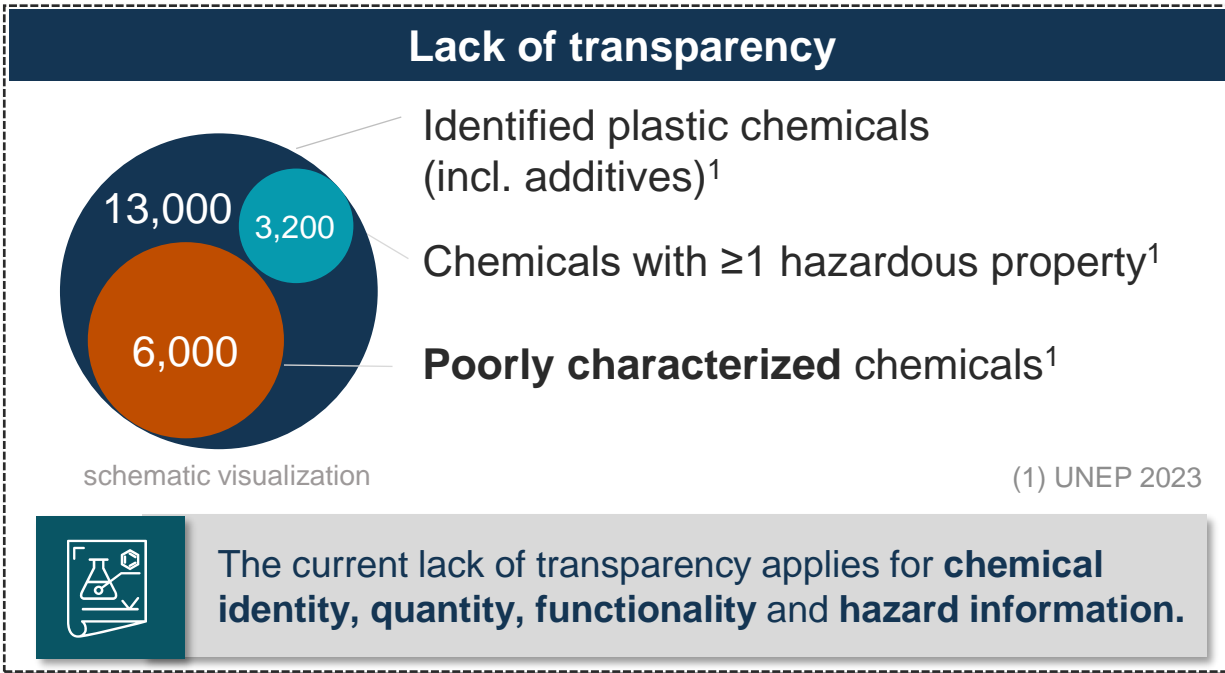 Lack of transparency
Identified plastic chemicals
(incl. additives)¹
13,000
3,200
Chemicals with ≥1 hazardous property¹
6,000
Poorly characterized chemicals¹
schematic visualization
(1) UNEP 2023
The current lack of transparency applies for chemical
identity, quantity, functionality and hazard information.